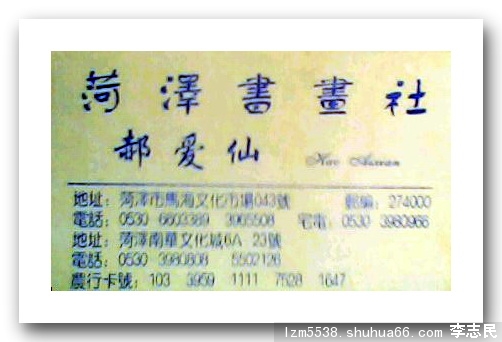 菏澤書畫社
郝愛仙 Hao Aixian
地址: 菏澤市馬海文化市場043號 郵編: 274000
電話: 0530 6603389 3965508 宅電: 0530 3980966
地址: 菏澤南華文化城6A 23號
電話: 0530 3980808 5502126
農行卡號: 103 3959 1111 7528 1647
lzm5538.shuhua66.com 李志民